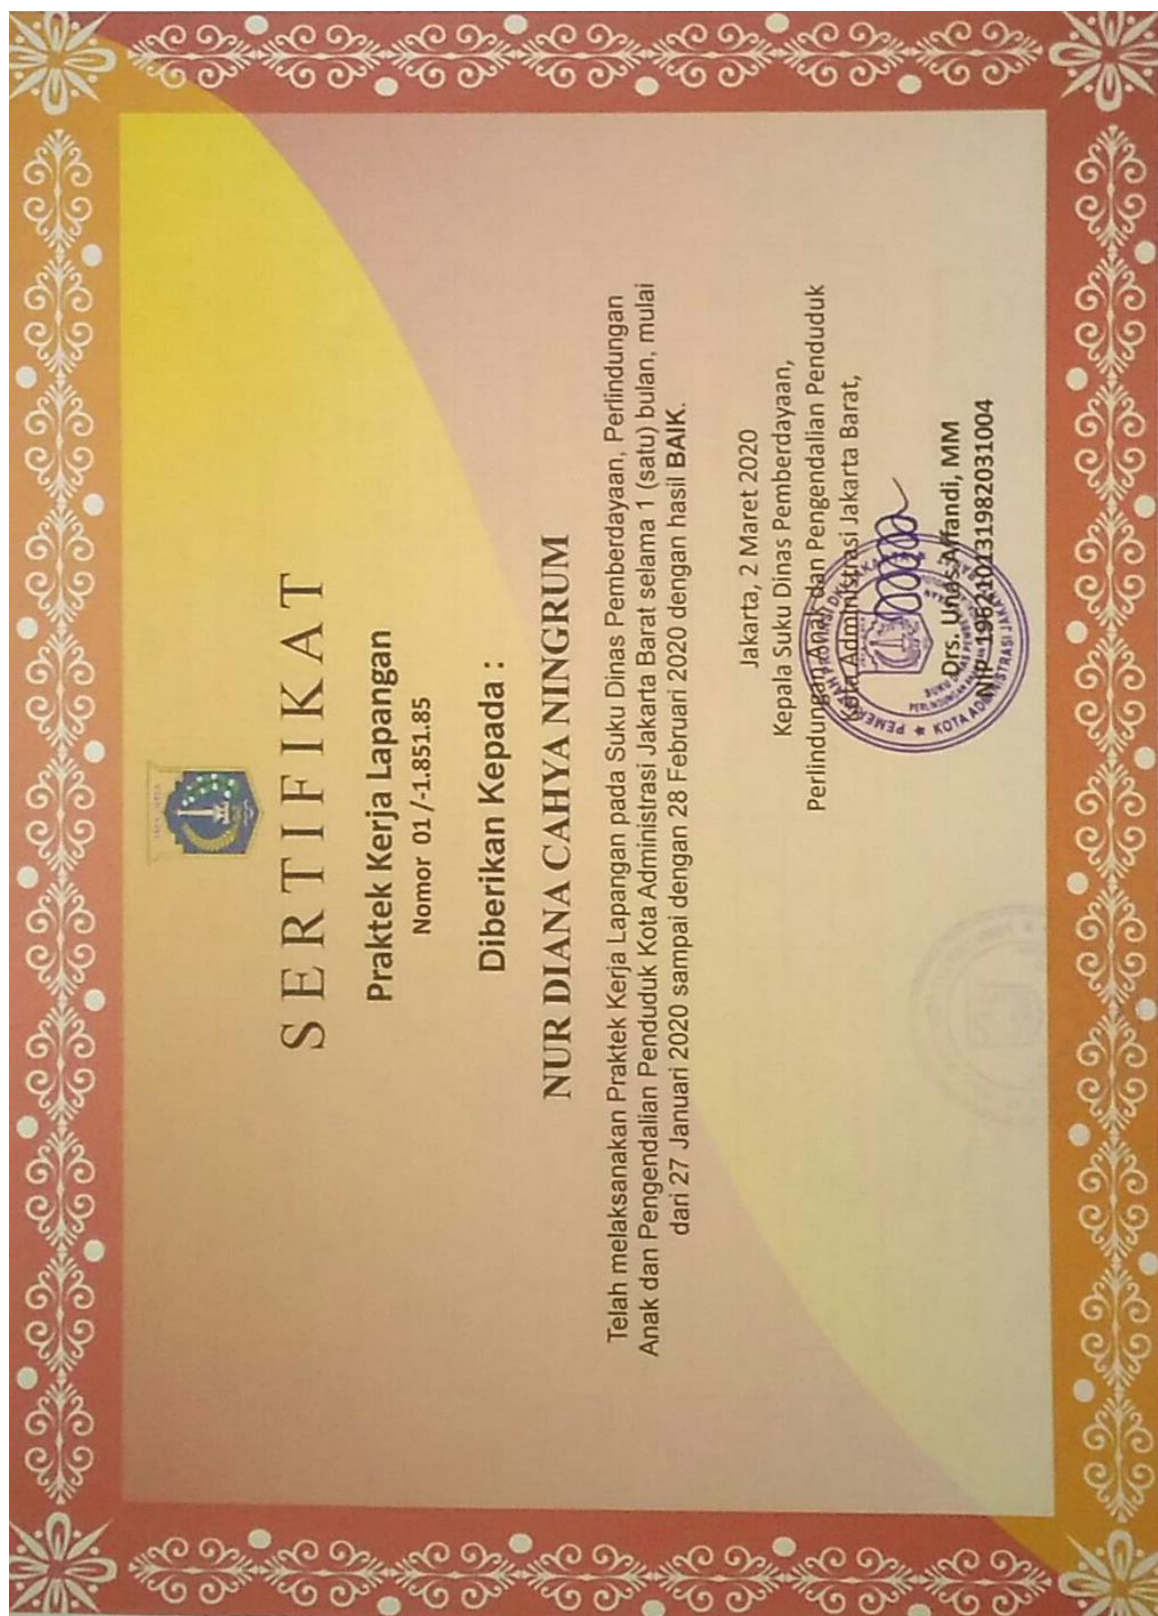 SERTIFIKAT
Praktek Kerja Lapangan
Nomor 01 /-1.851.85
Diberikan Kepada :
NUR DIANA CAHYA NINGRUM
Telah melaksanakan Praktek Kerja Lapangan pada Suku Dinas Pemberdayaan, Perlindungan
Anak dan Pengendalian Penduduk Kota Administrasi Jakarta Barat selama 1 (satu) bulan, mulai
dari 27 Januari 2020 sampai dengan 28 Februari 2020 dengan hasil BAIK.
Jakarta, 2 Maret 2020
Kepala Suku Dinas Pemberdayaan,
Perlindungan Anak dan Pengendalian Penduduk
Kota Administrasi Jakarta Barat,
Drs. Unas Affandi, MM
NIP 196210131982031004